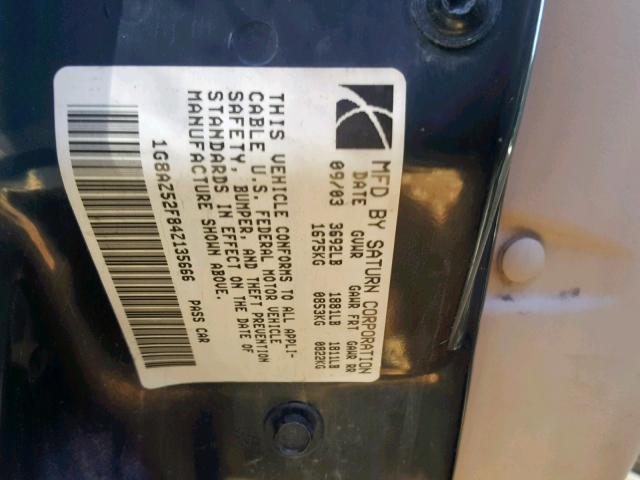 MFD BY SATURN CORPORATION
DATE GVWR GAWR FRT GAWR RR
09/03 3692LB 1881LB 1811LB
1675KG 0853KG 0822KG
THIS VEHICLE CONFORMS TO ALL APPLI-
CABLE U.S. FEDERAL MOTOR VEHICLE
SAFETY, BUMPER, AND THEFT PREVENTION
STANDARDS IN EFFECT ON THE DATE OF
MANUFACTURE SHOWN ABOVE.
1G8AZ52F84Z135666 PASS CAR